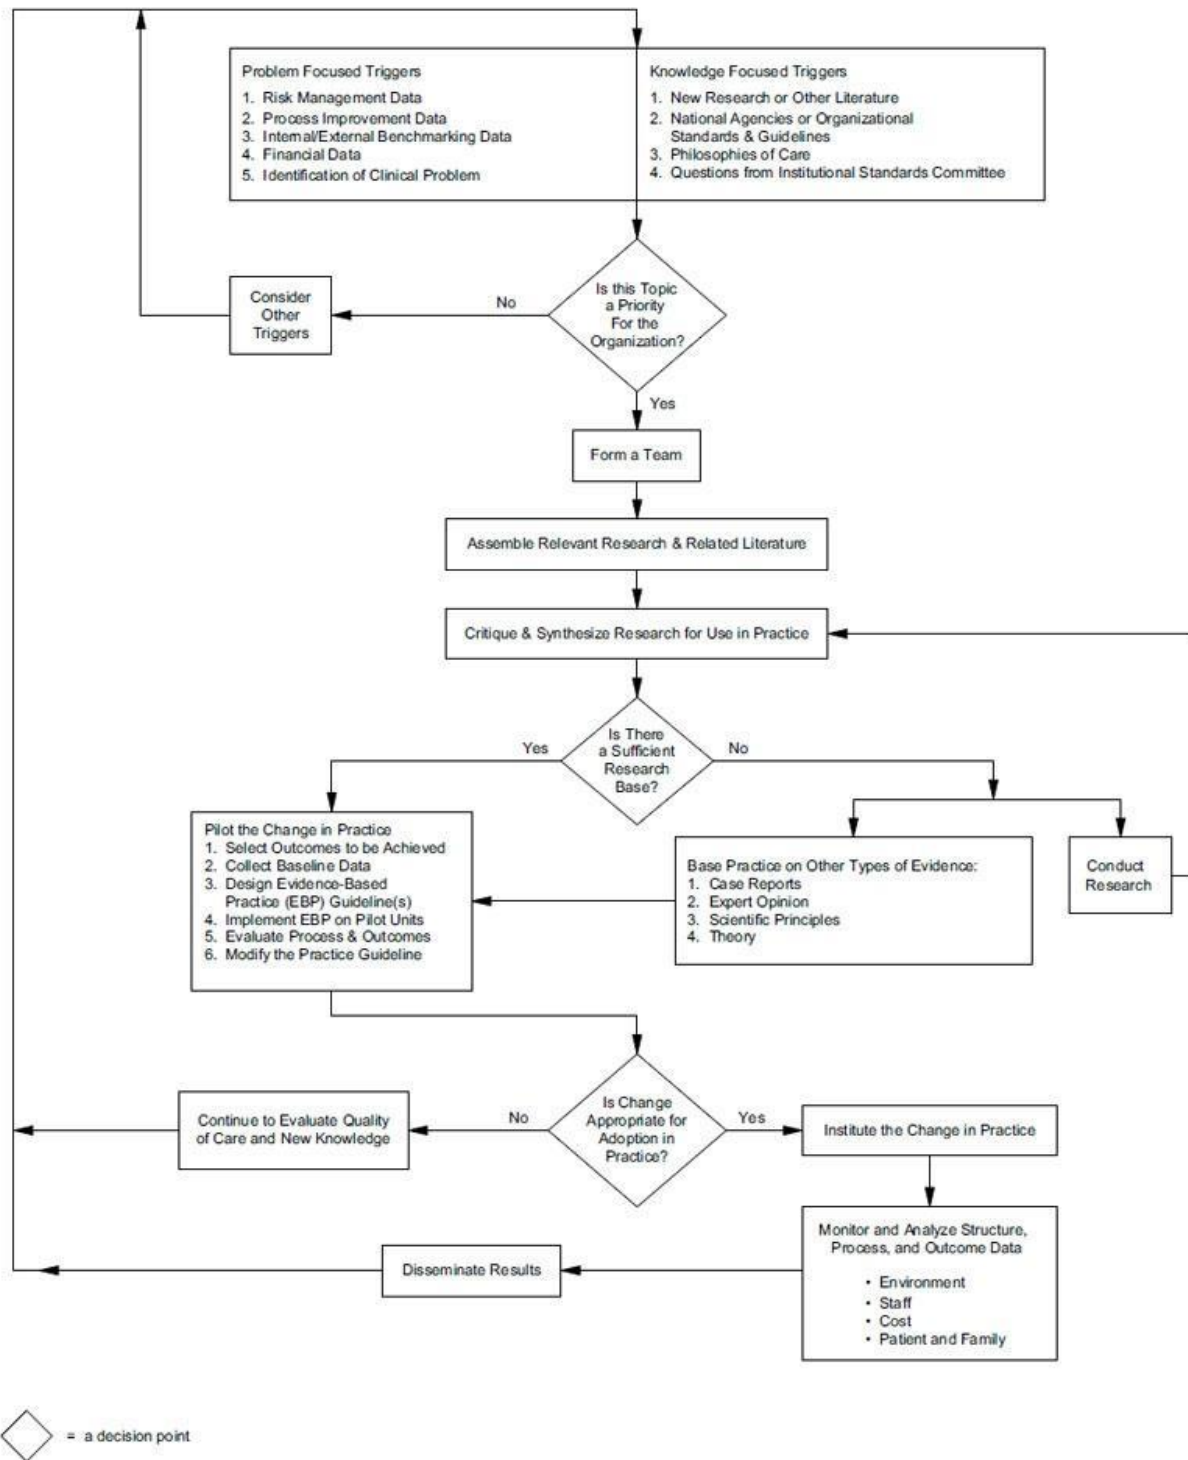 Problem Focused Triggers
1. Risk Management Data
2. Process Improvement Data
3. Internal/External Benchmarking Data
4. Financial Data
5. Identification of Clinical Problem
Knowledge Focused Triggers
1. New Research or Other Literature
2. National Agencies or Organizational
Standards & Guidelines
3. Philosophies of Care
4. Questions from Institutional Standards Committee
Is this Topic
a Priority
For the
Organization?
No
Consider
Other
Triggers
Yes
Form a Team
Assemble Relevant Research & Related Literature
Critique & Synthesize Research for Use in Practice
Is There
a Sufficient
Research
Base?
Yes
No
Pilot the Change in Practice
1. Select Outcomes to be Achieved
2. Collect Baseline Data
3. Design Evidence-Based
Practice (EBP) Guideline(s)
4. Implement EBP on Pilot Units
5. Evaluate Process & Outcomes
6. Modify the Practice Guideline
Base Practice on Other Types of Evidence:
1. Case Reports
2. Expert Opinion
3. Scientific Principles
4. Theory
Conduct
Research
Is Change
Appropriate for
Adoption in
Practice?
No
Yes
Continue to Evaluate Quality
of Care and New Knowledge
Institute the Change in Practice
Monitor and Analyze Structure,
Process, and Outcome Data
• Environment
• Staff
• Cost
• Patient and Family
Disseminate Results
= a decision point